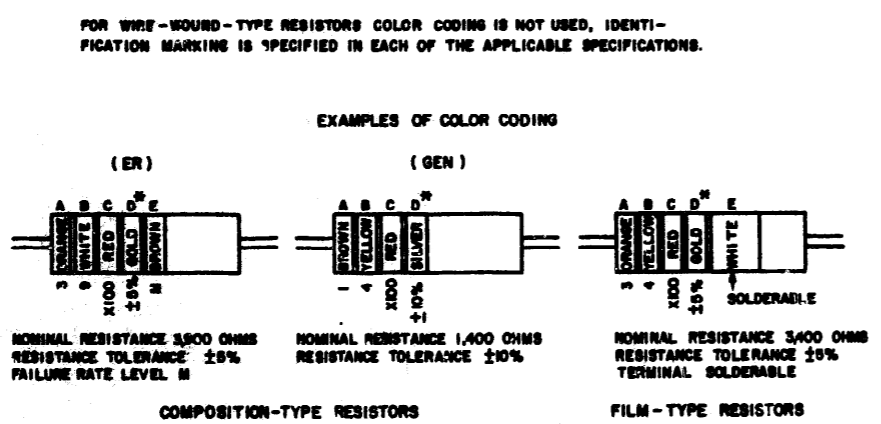 FOR WIRE-WOUND-TYPE RESISTORS COLOR CODING IS NOT USED, IDENTI-
FICATION MARKING IS SPECIFIED IN EACH OF THE APPLICABLE SPECIFICATIONS.
EXAMPLES OF COLOR CODING
(ER)
A B C D* E
ORANGE WHITE RED GOLD BROWN
3 9 X100 ±5% M
NOMINAL RESISTANCE 3,900 OHMS
RESISTANCE TOLERANCE ±5%
FAILURE RATE LEVEL M
(GEN)
A B C D*
BROWN YELLOW RED SILVER
1 4 X100 ±10% +1
NOMINAL RESISTANCE 1,400 OHMS
RESISTANCE TOLERANCE ±10%
COMPOSITION-TYPE RESISTORS
A B C D* E
ORANGE YELLOW RED GOLD WHITE
3 4 X100 ±5% SOLDERABLE
NOMINAL RESISTANCE 3,400 OHMS
RESISTANCE TOLERANCE ±5%
TERMINAL SOLDERABLE
FILM-TYPE RESISTORS